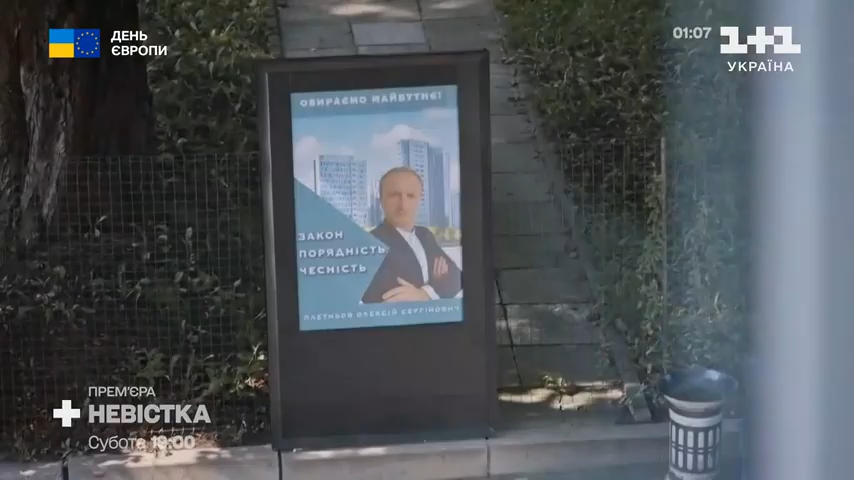 ДЕНЬ
ЄВРОПИ
01:07
1+1
УКРАЇНА
ОБИРАЄМО МАЙБУТНЄ!
ЗАКОН
ПОРЯДНІСТЬ
ЧЕСНІСТЬ
ПЛЕТНЬОВ ОЛЕКСІЙ СЕРГІЙОВИЧ
ПРЕМ'ЄРА
НЕВІСТКА
Субота 19:00